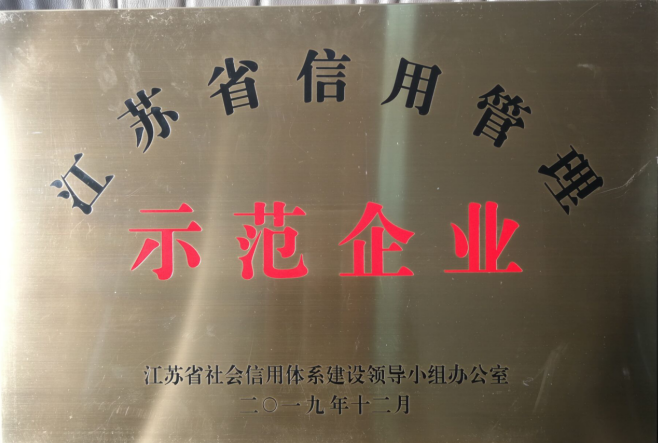 江苏省信用管理
示范企业
江苏省社会信用体系建设领导小组办公室
二〇一九年十二月